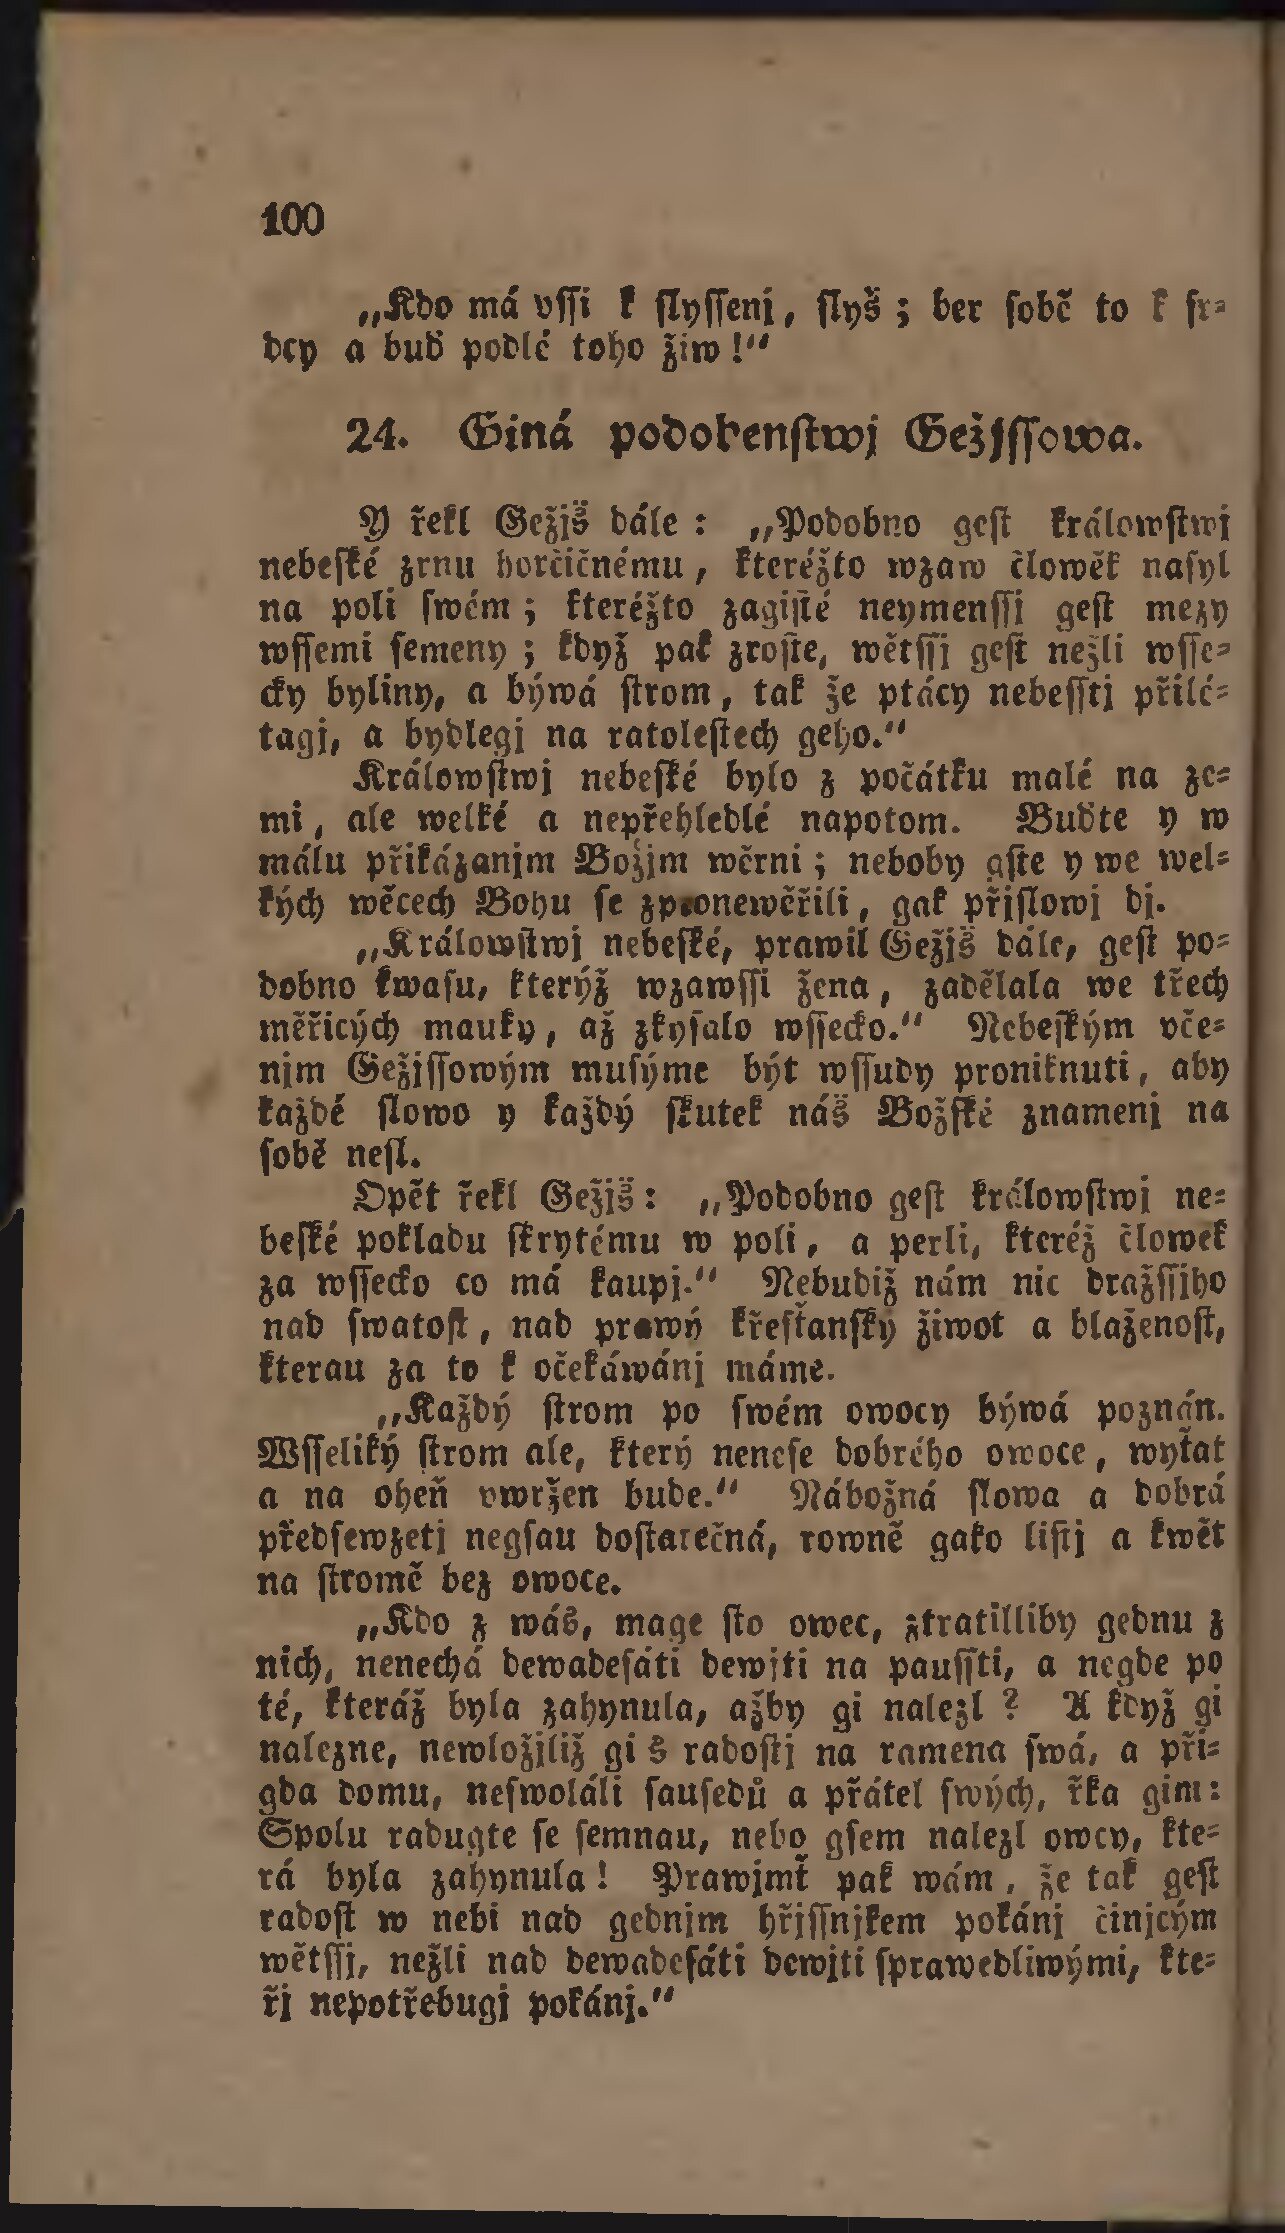 100
„Kdo má vſſi k ſlyſſenj, ſlyš; ber ſobě to k ſr-
dcy a buď podlé toho žiw!“
24. Giná podobenſtwj Gežjſſowa.
Y řekl Gežjš dále: „Podobno geſt králowſtwj
nebeſké zrnu horčičnému, kteréžto wzaw člowěk naſyl
na poli ſwém; kteréžto zagiſté neymenſſi geſt mezy
wſſemi ſemeny; když pak zroſte, wětſſj geſt nežli wſſe-
cky byliny, a býwá ſtrom, tak že ptácy nebeſſtj přilé-
tagj, a bydlegj na ratoleſtech geho.“
Králowſtwj nebeſké bylo z počátku malé na ze-
mi, ale welké a nepřehledlé napotom. Buďte y w
málu přikázanjm Božjm wěrni; neboby gſte y we wel-
kých wěcech Bohu ſe zpronewěřili, gak přjſlowj dj.
„Králowſtwj nebeſké, prawil Gežjš dále, geſt po-
dobno kwaſu, kterýž wzawſſi žena, zadělala we třech
měřicých mauky, až zkyſalo wſſecko.“ Nebeſkým vče-
njm Gežjſſowým muſýme být wſſudy proniknuti, aby
každé ſlowo y každý ſkutek náš Božſké znamenj na
ſobě neſl.
Opět řekl Gežjš: „Podobno geſt králowſtwj ne-
beſké pokladu ſkrytému w poli, a perli, kteréž člowek
za wſſecko co má kaupj.“ Nebudiž nám nic dražſſjho
nad ſwatoſt, nad prawý křeſťanſký žiwot a blaženoſt,
kterau za to k očekáwánj máme.
„Každý ſtrom po ſwém owocy býwá poznán.
Wſſeliký ſtrom ale, který neneſe dobrého owoce, wyťat
a na oheň vwržen bude.“ Nábožná ſlowa a dobrá
předſewzetj negſau doſtatečná, rowně gako liſtj a kwět
na ſtromě bez owoce.
„Kdo z wás, mage ſto owec, ztratilliby gednu z
nich, nenechá dewadeſáti dewjti na pauſſti, a negde po
té, kteráž byla zahynula, ažby gi nalezl? A když gi
nalezne, newložjliž gi s radoſtj na ramena ſwá, a při-
gda domu, neſwoláli ſauſedů a přátel ſwých, řka gim:
Spolu radugte ſe ſemnau, nebo gſem nalezl owcy, kte-
rá byla zahynula! Prawjmť pak wám, že tak geſt
radoſt w nebi nad gednjm hřjſſnjkem pokánj činjcým
wětſſj, nežli nad dewadeſáti dewjti ſprawedliwými, kte-
řj nepotřebugj pokánj.“